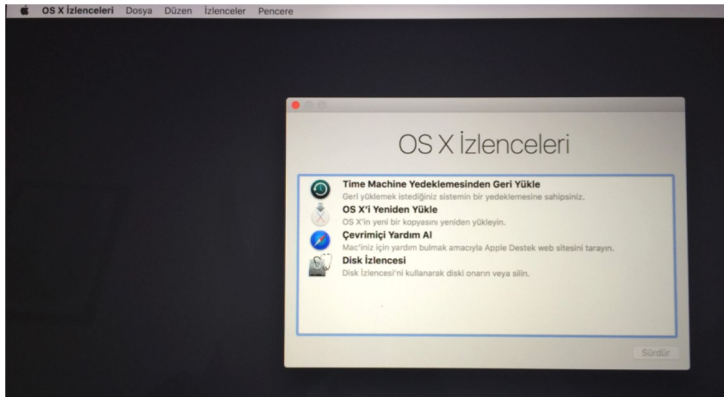 OS X İzlenceleri Dosya Düzen İzlenceler Pencere
OS X İzlenceleri
Time Machine Yedeklemesinden Geri Yükle
Geri yüklemek istediğiniz sistemin bir yedeklemesine sahipsiniz.
OS X'i Yeniden Yükle
OS X'in yeni bir kopyasını yeniden yükleyin.
Çevrimiçi Yardım Al
Mac'iniz için yardım bulmak amacıyla Apple Destek web sitesini tarayın.
Disk İzlencesi
Disk İzlencesi'ni kullanarak diski onarın veya silin.
Sürdür